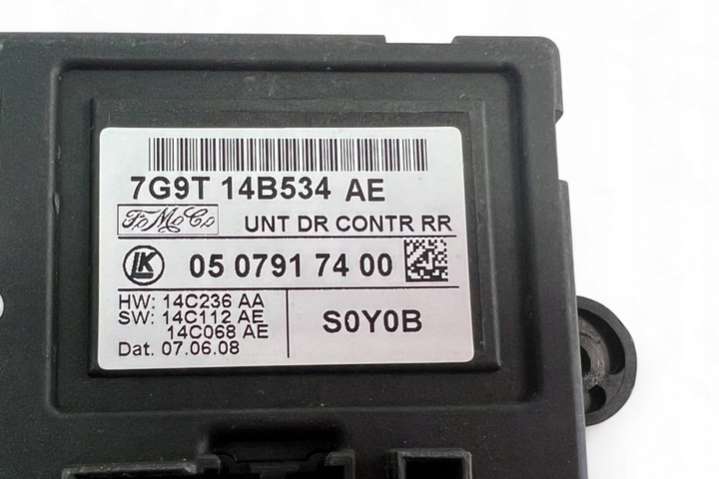 7G9T 14B534 AE
FoMoCo UNT DR CONTR RR
LK 05 0791 74 00
HW: 14C236 AA
SW: 14C112 AE
14C068 AE
Dat. 07.06.08
S0Y0B